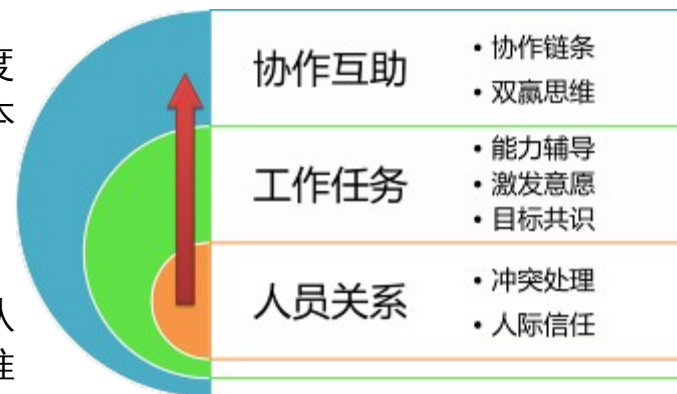 度
协作互助
• 协作链条
• 双赢思维
工作任务
• 能力辅导
• 激发意愿
• 目标共识
人员关系
• 冲突处理
• 人际信任